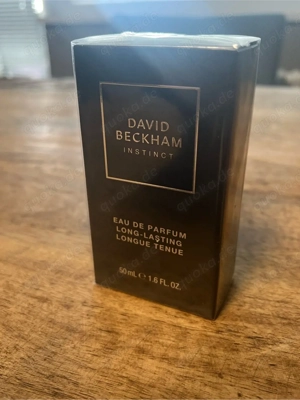 DAVID
BECKHAM
INSTINCT
EAU DE PARFUM
LONG-LASTING
LONGUE TENUE
50 mL e 1.6 FL.OZ.